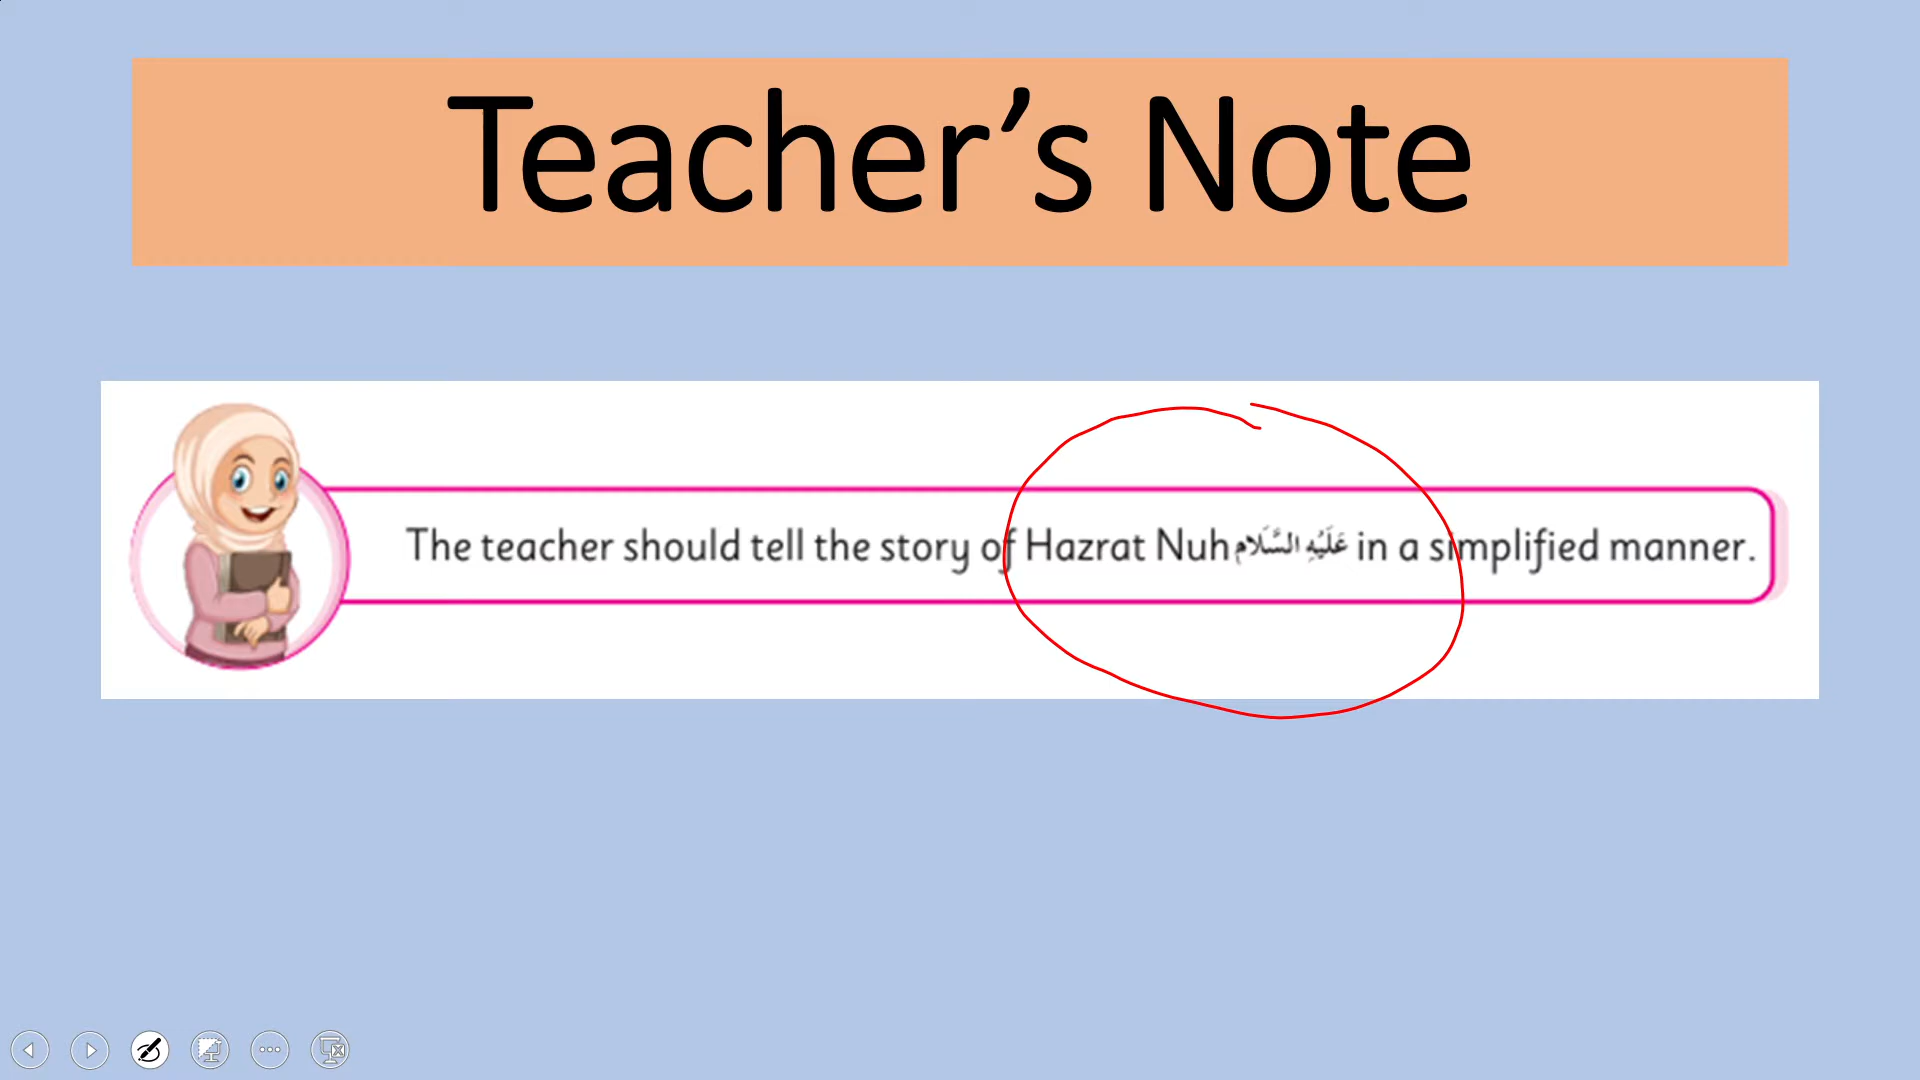 Teacher’s Note
The teacher should tell the story of Hazrat Nuh عَلَيْهِ السَّلَام in a simplified manner.